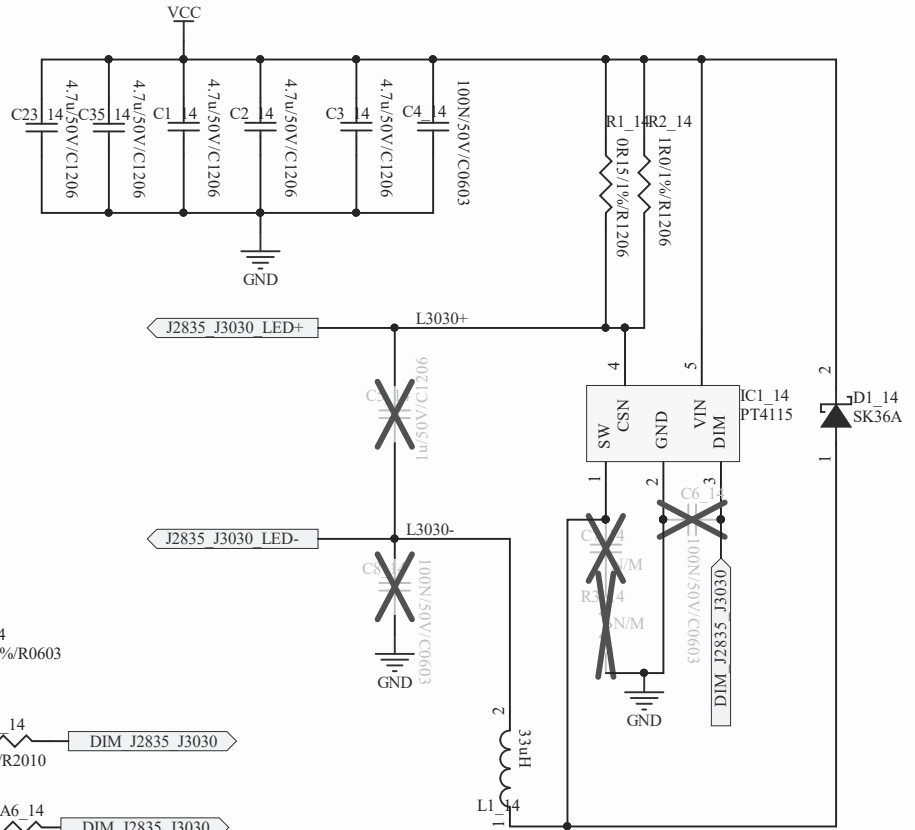 VCC
C23_14
4.7u/50V/C1206
C35_14
4.7u/50V/C1206
C1_14
4.7u/50V/C1206
C2_14
4.7u/50V/C1206
C3_14
4.7u/50V/C1206
C4_14
100N/50V/C0603
GND
R1_14
0R15/1%/R1206
R2_14
1R0/1%/R1206
J2835_J3030_LED+
L3030+
1u/50V/C1206
4
5
SW
CSN
GND
VIN
DIM
IC1_14
PT4115
1
2
3
2
D1_14
SK36A
1
J2835_J3030_LED-
L3030-
100N/50V/C0603
GND
C6_14
100N/50V/C0603
N/M
N/M
GND
DIM_J2835_J3030
4
%/R0603
_14
/R2010
DIM_J2835_J3030
A6_14
DIM_J2835_J3030
2
33uH
L1_14
1